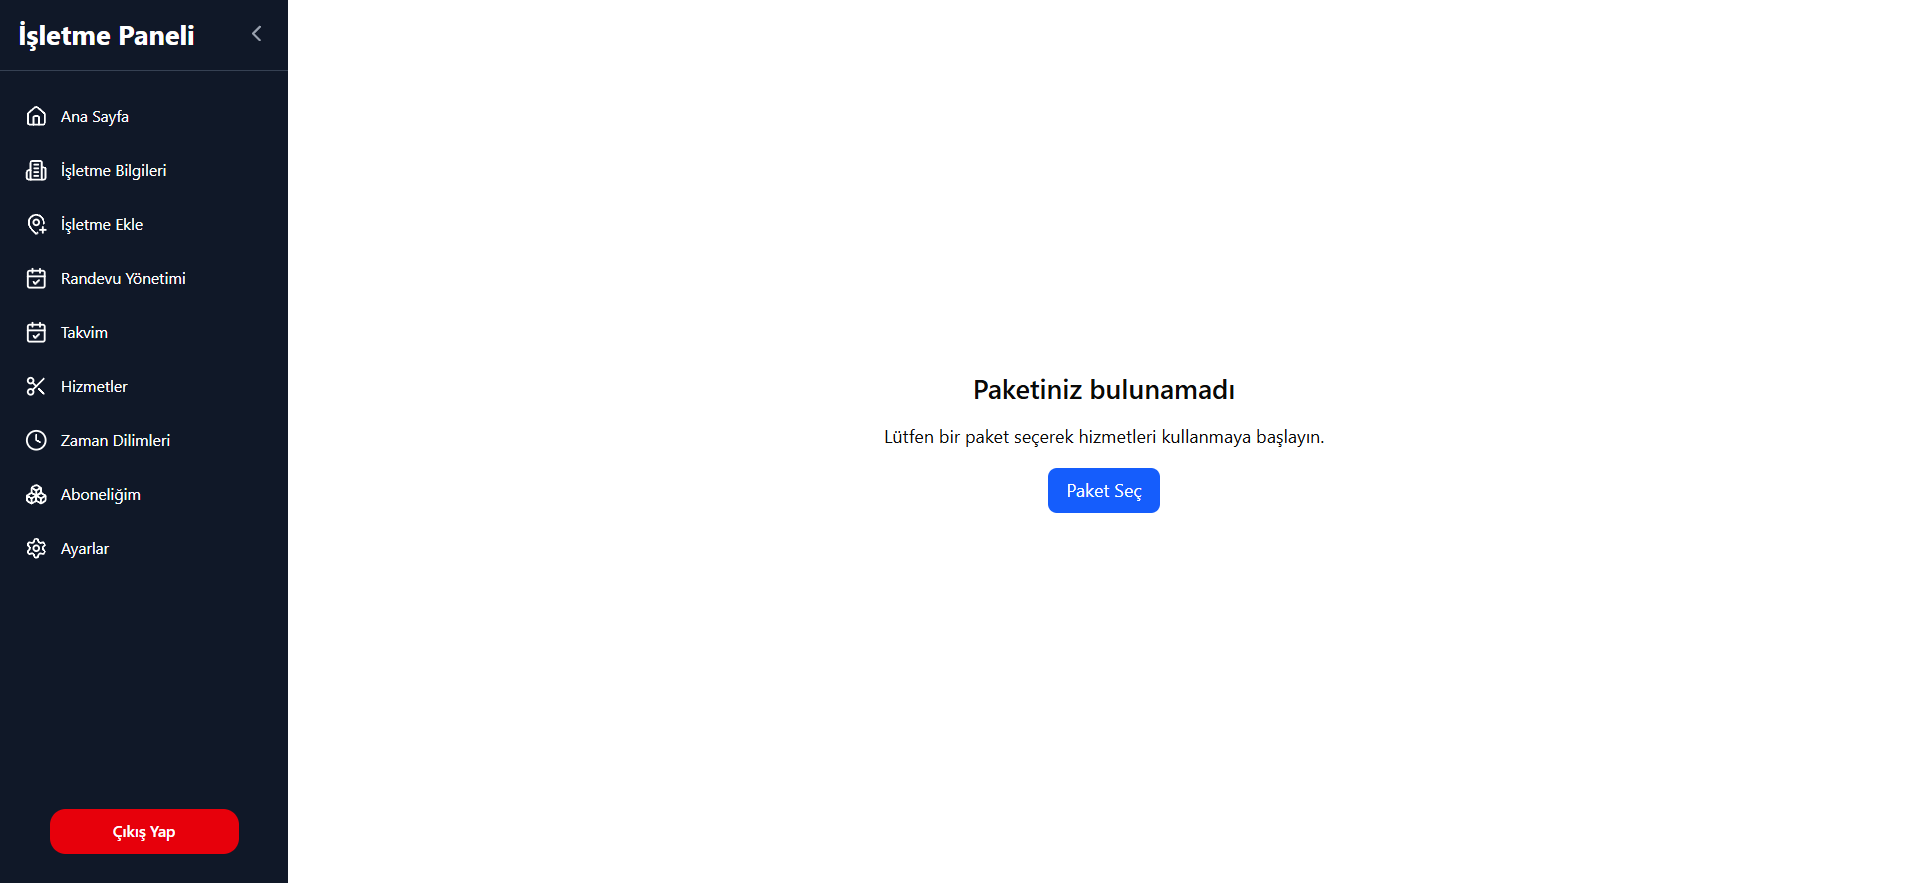 İşletme Paneli
Ana Sayfa
İşletme Bilgileri
İşletme Ekle
Randevu Yönetimi
Takvim
Hizmetler
Zaman Dilimleri
Aboneliğim
Ayarlar
Çıkış Yap
Paketiniz bulunamadı
Lütfen bir paket seçerek hizmetleri kullanmaya başlayın.
Paket Seç